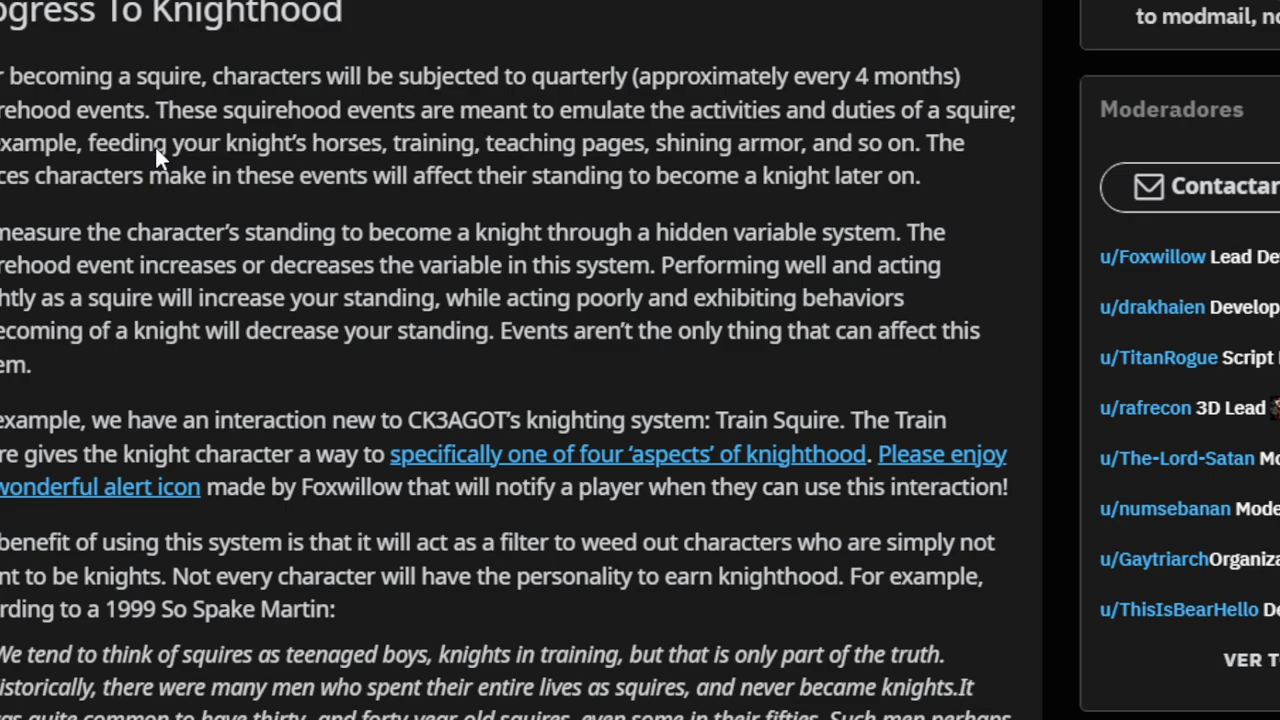 ogress To Knighthood
r becoming a squire, characters will be subjected to quarterly (approximately every 4 months)
rehood events. These squirehood events are meant to emulate the activities and duties of a squire;
example, feeding your knight's horses, training, teaching pages, shining armor, and so on. The
ces characters make in these events will affect their standing to become a knight later on.
measure the character's standing to become a knight through a hidden variable system. The
rehood event increases or decreases the variable in this system. Performing well and acting
htly as a squire will increase your standing, while acting poorly and exhibiting behaviors
ecoming of a knight will decrease your standing. Events aren't the only thing that can affect this
em.
example, we have an interaction new to CK3AGOT's knighting system: Train Squire. The Train
re gives the knight character a way to specifically one of four 'aspects' of knighthood. Please enjoy
wonderful alert icon made by Foxwillow that will notify a player when they can use this interaction!
benefit of using this system is that it will act as a filter to weed out characters who are simply not
nt to be knights. Not every character will have the personality to earn knighthood. For example,
rding to a 1999 So Spake Martin:
We tend to think of squires as teenaged boys, knights in training, but that is only part of the truth.
istorically, there were many men who spent their entire lives as squires, and never became knights.It
as quite common to have thirty- and forty-year-old squires, even some in their fifties. Such men perhaps
to modmail, no
Moderadores
Contactar
u/Foxwillow Lead De
u/drakhaien Develop
u/TitanRogue Script
u/rafrecon 3D Lead
u/The-Lord-Satan Mo
u/numsebanan Mode
u/GaytriarchOrganiza
u/ThisIsBearHello De
VER T